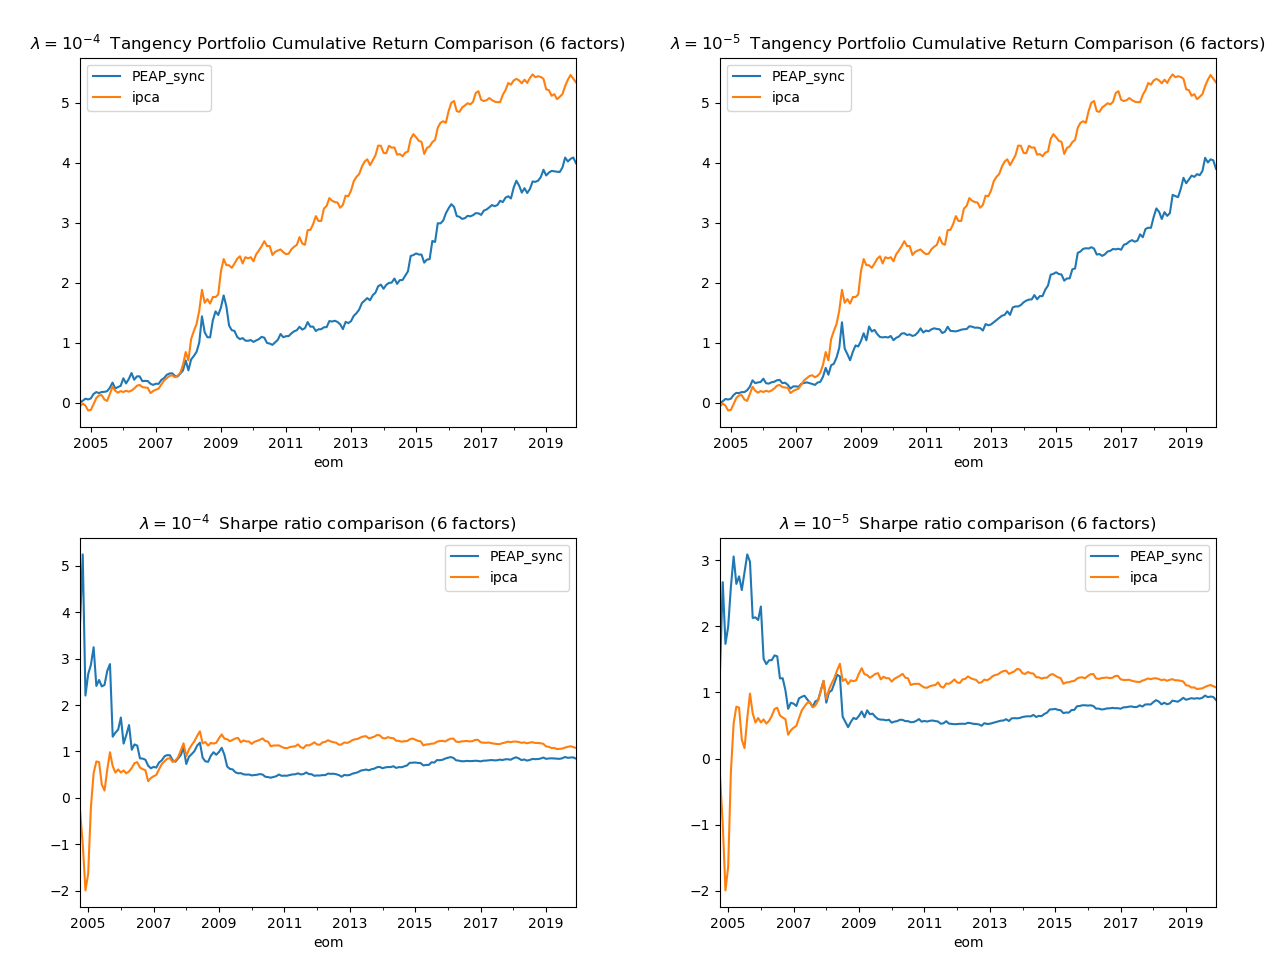 λ = 10⁻⁴ Tangency Portfolio Cumulative Return Comparison (6 factors)
PEAP_sync
ipca
5
4
3
2
1
0
2005 2007 2009 2011 2013 2015 2017 2019
eom
λ = 10⁻⁵ Tangency Portfolio Cumulative Return Comparison (6 factors)
PEAP_sync
ipca
5
4
3
2
1
0
2005 2007 2009 2011 2013 2015 2017 2019
eom
λ = 10⁻⁴ Sharpe ratio comparison (6 factors)
PEAP_sync
ipca
5
4
3
2
1
0
−1
−2
2005 2007 2009 2011 2013 2015 2017 2019
eom
λ = 10⁻⁵ Sharpe ratio comparison (6 factors)
PEAP_sync
ipca
3
2
1
0
−1
−2
2005 2007 2009 2011 2013 2015 2017 2019
eom